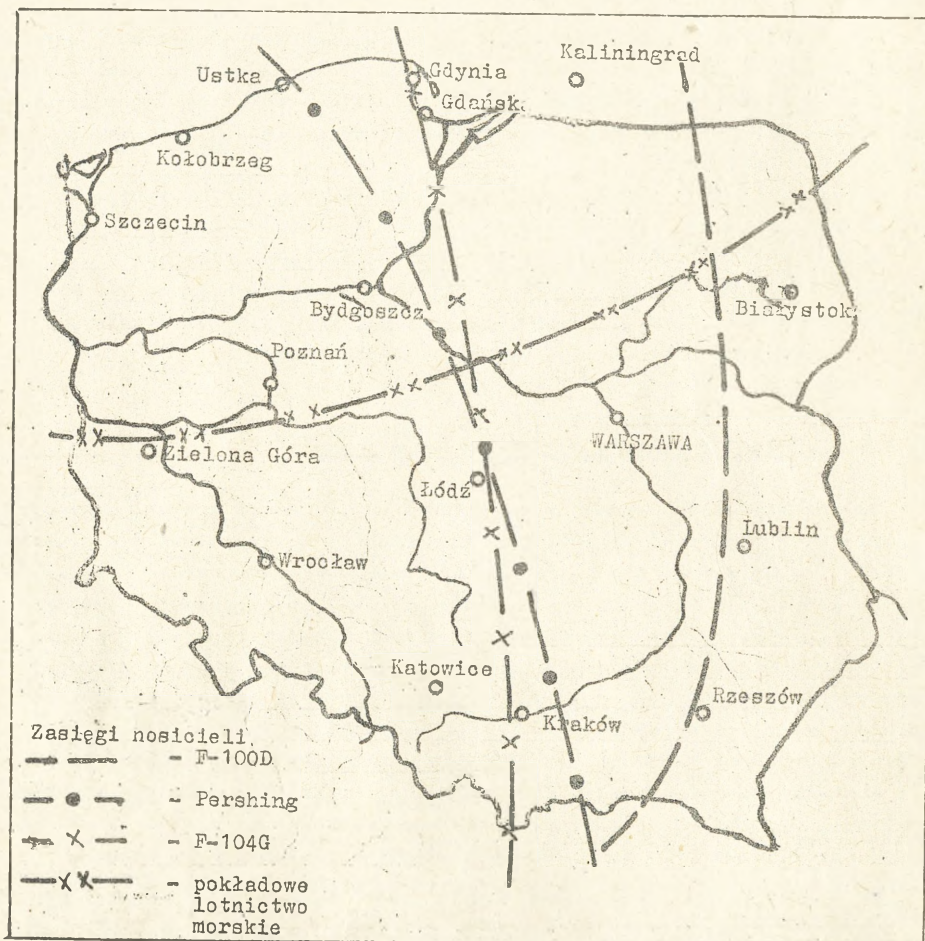 Kaliningrad
Ustka
Gdynia
Gdańsk
Kołobrzeg
Szczecin
Bydgoszcz
Białystok
Poznań
WARSZAWA
Zielona Góra
Łódź
Lublin
Wrocław
Katowice
Rzeszów
Kraków
Zasięgi nosicieli
- F-100D
- Pershing
- F-104G
- pokładowe
lotnictwo
morskie